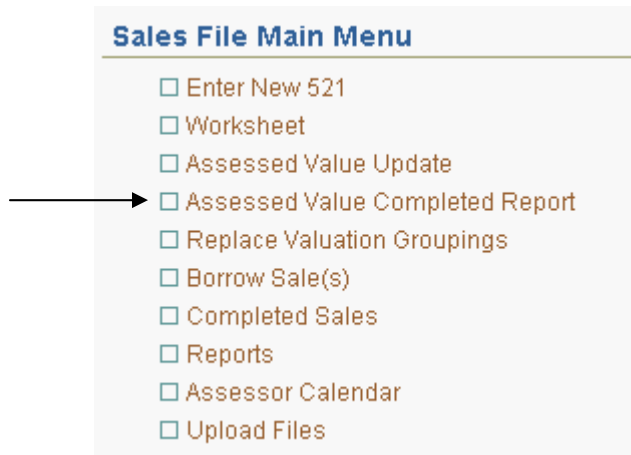 Sales File Main Menu
Enter New 521
Worksheet
Assessed Value Update
Assessed Value Completed Report
Replace Valuation Groupings
Borrow Sale(s)
Completed Sales
Reports
Assessor Calendar
Upload Files